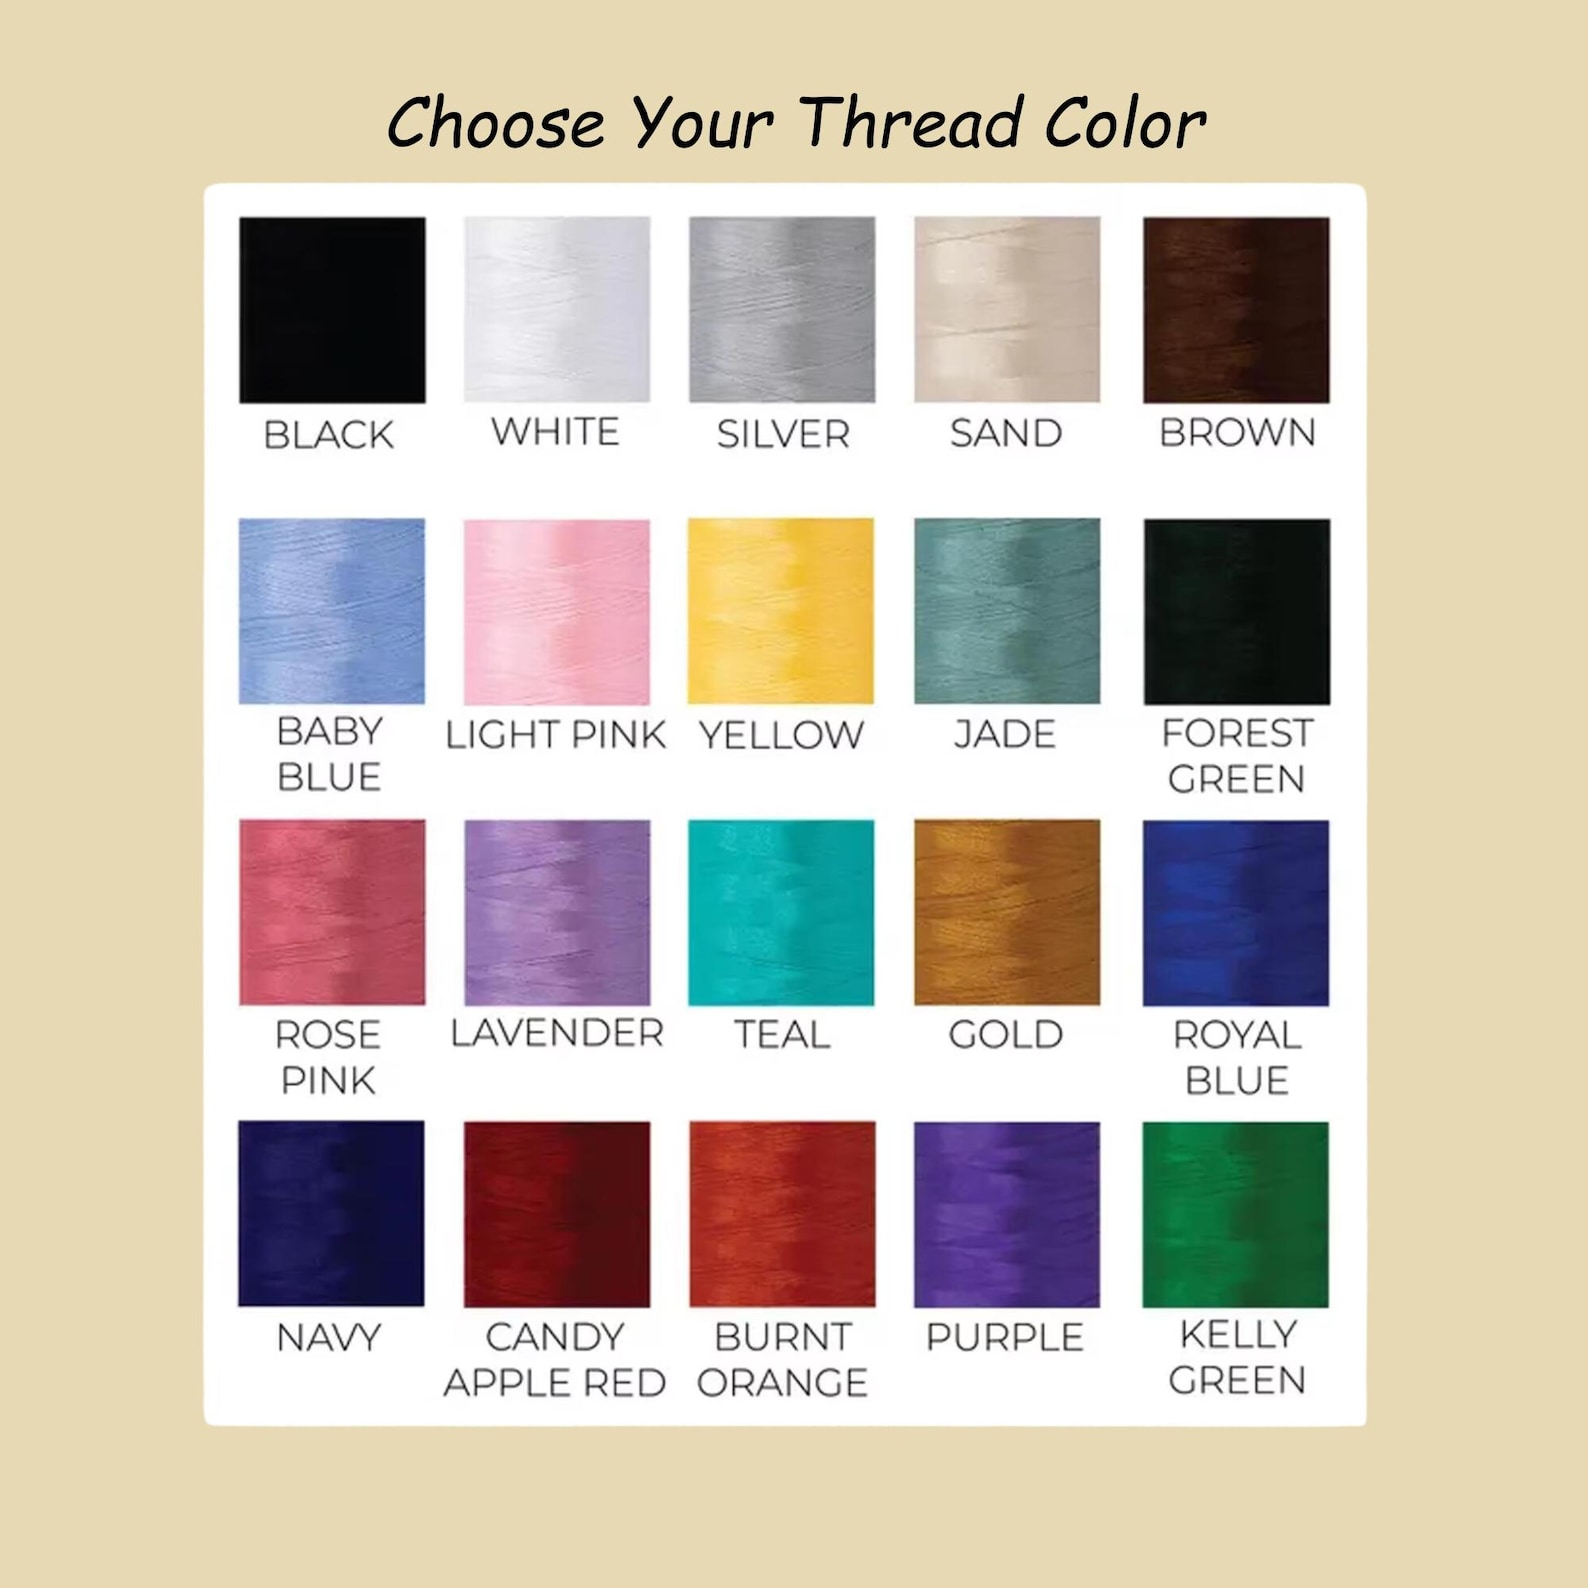 Choose Your Thread Color
BLACK
WHITE
SILVER
SAND
BROWN
BABY
BLUE
LIGHT PINK
YELLOW
JADE
FOREST
GREEN
ROSE
PINK
LAVENDER
TEAL
GOLD
ROYAL
BLUE
NAVY
CANDY
APPLE RED
BURNT
ORANGE
PURPLE
KELLY
GREEN